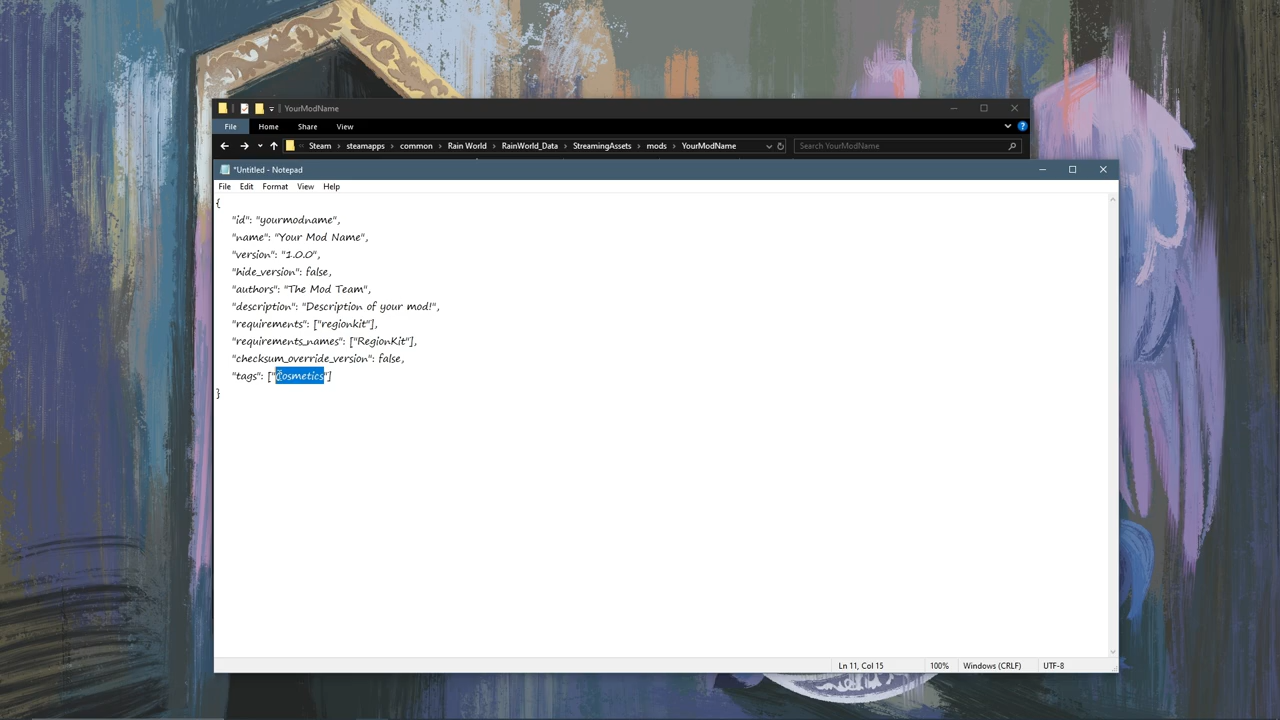 YourModName
File Home Share View
Steam steamapps common Rain World RainWorld_Data StreamingAssets mods YourModName Search YourModName
*Untitled - Notepad
File Edit Format View Help
{
"id": "yourmodname",
"name": "Your Mod Name",
"version": "1.0.0",
"hide_version": false,
"authors": "The Mod Team",
"description": "Description of your mod!",
"requirements": ["regionkit"],
"requirements_names": ["RegionKit"],
"checksum_override_version": false,
"tags": ["Cosmetics"]
}
Ln 11, Col 15 100% Windows (CRLF) UTF-8